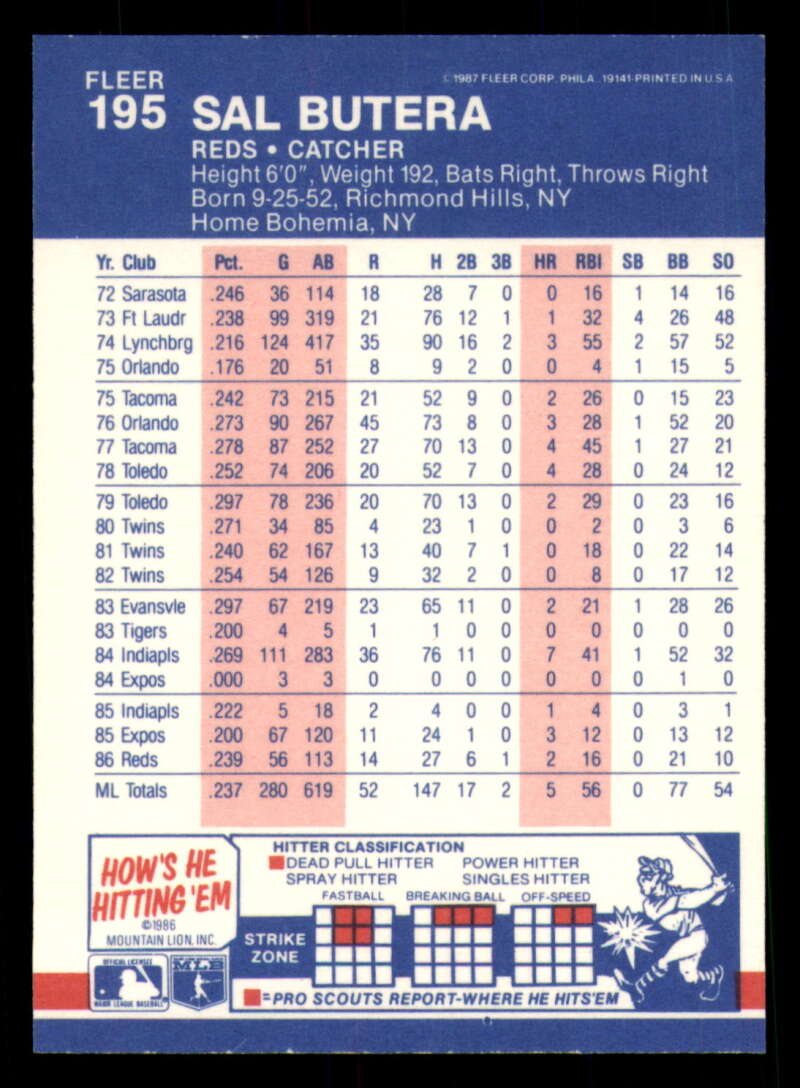 FLEER
195 SAL BUTERA
©1987 FLEER CORP. PHILA. 19141-PRINTED IN U.S.A
REDS • CATCHER
Height 6'0", Weight 192, Bats Right, Throws Right
Born 9-25-52, Richmond Hills, NY
Home Bohemia, NY
Yr. Club Pct. G AB R H 2B 3B HR RBI SB BB SO
72 Sarasota .246 36 114 18 28 7 0 0 16 1 14 16
73 Ft Laudr .238 99 319 21 76 12 1 1 32 4 26 48
74 Lynchbrg .216 124 417 35 90 16 2 3 55 2 57 52
75 Orlando .176 20 51 8 9 2 0 0 4 1 15 5
75 Tacoma .242 73 215 21 52 9 0 2 26 0 15 23
76 Orlando .273 90 267 45 73 8 0 3 28 1 52 20
77 Tacoma .278 87 252 27 70 13 0 4 45 1 27 21
78 Toledo .252 74 206 20 52 7 0 4 28 0 24 12
79 Toledo .297 78 236 20 70 13 0 2 29 0 23 16
80 Twins .271 34 85 4 23 1 0 0 2 0 3 6
81 Twins .240 62 167 13 40 7 1 0 18 0 22 14
82 Twins .254 54 126 9 32 2 0 0 8 0 17 12
83 Evansvle .297 67 219 23 65 11 0 2 21 1 28 26
83 Tigers .200 4 5 1 1 0 0 0 0 0 0 0
84 Indiapls .269 111 283 36 76 11 0 7 41 1 52 32
84 Expos .000 3 3 0 0 0 0 0 0 0 1 0
85 Indiapls .222 5 18 2 4 0 0 1 4 0 3 1
85 Expos .200 67 120 11 24 1 0 3 12 0 13 12
86 Reds .239 56 113 14 27 6 1 2 16 0 21 10
ML Totals .237 280 619 52 147 17 2 5 56 0 77 54
HOW'S HE
HITTING 'EM
©1986
MOUNTAIN LION, INC.
OFFICIAL LICENSEE
MAJOR LEAGUE BASEBALL
MLB
HITTER CLASSIFICATION
DEAD PULL HITTER POWER HITTER
SPRAY HITTER SINGLES HITTER
FASTBALL BREAKING BALL OFF-SPEED
STRIKE
ZONE
=PRO SCOUTS REPORT-WHERE HE HITS'EM